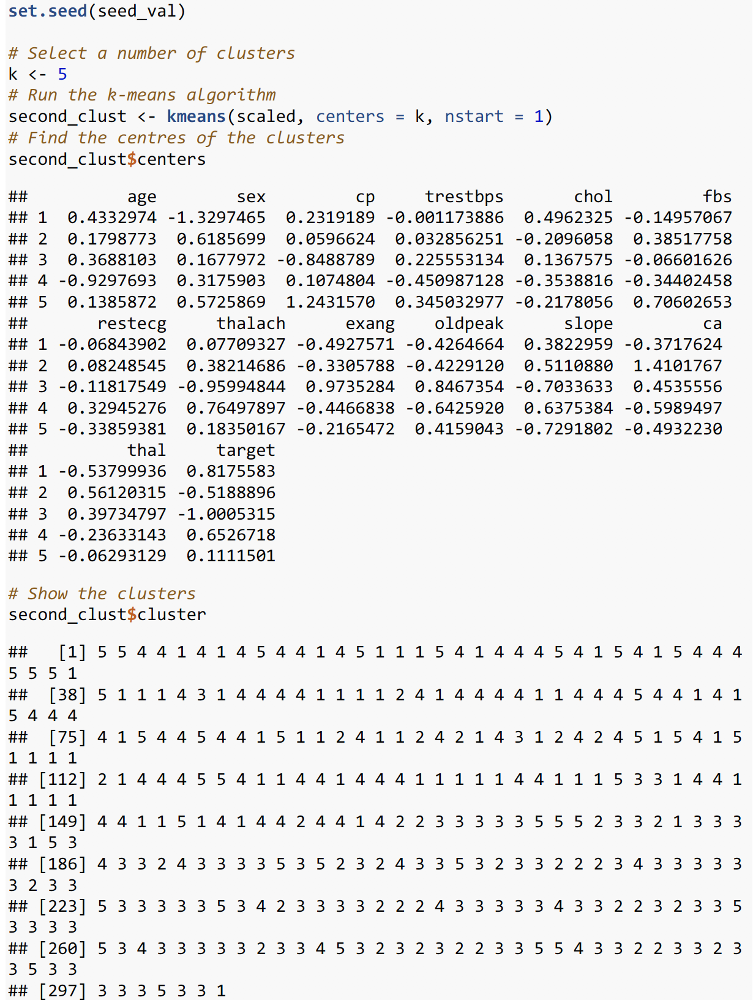 set.seed(seed_val)
# Select a number of clusters
k <- 5
# Run the k-means algorithm
second_clust <- kmeans(scaled, centers = k, nstart = 1)
# Find the centres of the clusters
second_clust$centers
##          age        sex         cp     trestbps       chol         fbs
## 1  0.4332974 -1.3297465  0.2319189 -0.001173886  0.4962325 -0.14957067
## 2  0.1798773  0.6185699  0.0596624  0.032856251 -0.2096058  0.38517758
## 3  0.3688103  0.1677972 -0.8488789  0.225553134  0.1367575 -0.06601626
## 4 -0.9297693  0.3175903  0.1074804 -0.450987128 -0.3538816 -0.34402458
## 5  0.1385872  0.5725869  1.2431570  0.345032977 -0.2178056  0.70602653
##       restecg     thalach      exang    oldpeak      slope         ca
## 1 -0.06843902  0.07709327 -0.4927571 -0.4264664  0.3822959 -0.3717624
## 2  0.08248545  0.38214686 -0.3305788 -0.4229120  0.5110880  1.4101767
## 3 -0.11817549 -0.95994844  0.9735284  0.8467354 -0.7033633  0.4535556
## 4  0.32945276  0.76497897 -0.4466838 -0.6425920  0.6375384 -0.5989497
## 5 -0.33859381  0.18350167 -0.2165472  0.4159043 -0.7291802 -0.4932230
##          thal     target
## 1 -0.53799936  0.8175583
## 2  0.56120315 -0.5188896
## 3  0.39734797 -1.0005315
## 4 -0.23633143  0.6526718
## 5 -0.06293129  0.1111501
# Show the clusters
second_clust$cluster
##   [1] 5 5 4 4 1 4 1 4 5 4 4 1 4 5 1 1 1 5 4 1 4 4 4 5 4 1 5 4 1 5 4 4 4
5 5 5 1
##  [38] 5 1 1 1 4 3 1 4 4 4 4 1 1 1 1 2 4 1 4 4 4 4 1 1 4 4 4 5 4 4 1 4 1
5 4 4 4
##  [75] 4 1 5 4 4 5 4 4 1 5 1 1 2 4 1 1 2 4 2 1 4 3 1 2 4 2 4 5 1 5 4 1 5
1 1 1 1
## [112] 2 1 4 4 4 5 5 4 1 1 4 4 1 4 4 4 1 1 1 1 1 4 4 1 1 1 5 3 3 1 4 4 1
1 1 1 1
## [149] 4 4 1 1 5 1 4 1 4 4 2 4 4 1 4 2 2 3 3 3 3 3 5 5 5 2 3 3 2 1 3 3 3
3 1 5 3
## [186] 4 3 3 2 4 3 3 3 3 5 3 5 2 3 2 4 3 3 5 3 2 3 3 2 2 2 3 4 3 3 3 3 3
3 2 3 3
## [223] 5 3 3 3 3 3 5 3 4 2 3 3 3 3 2 2 2 4 3 3 3 3 3 4 3 3 2 2 3 2 3 3 5
3 3 3 3
## [260] 5 3 4 3 3 3 3 3 2 3 3 4 5 3 2 3 2 3 2 2 3 3 5 5 4 3 3 2 2 3 3 2 3
3 5 3 3
## [297] 3 3 3 5 3 3 1